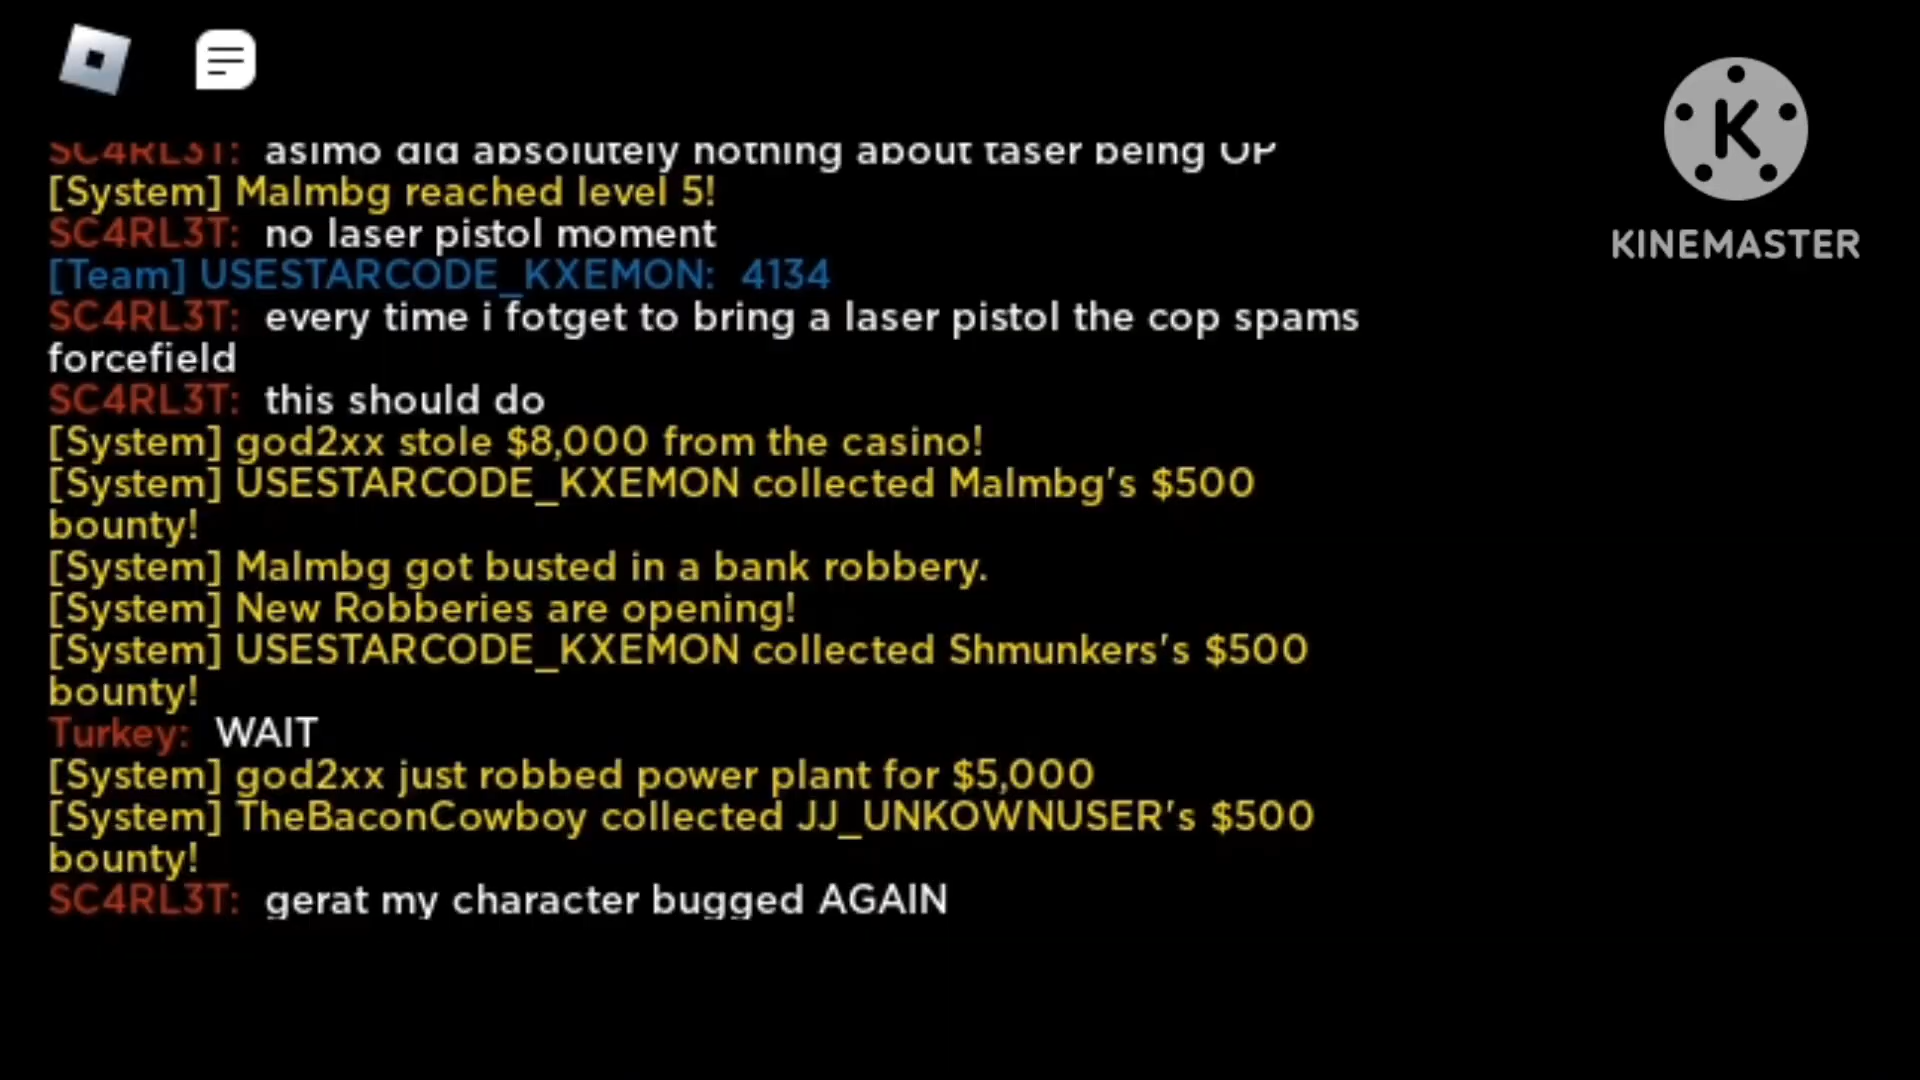 SC4RL3T: asimo did absolutely nothing about taser being OP
[System] Malmbg reached level 5!
SC4RL3T: no laser pistol moment
[Team] USESTARCODE_KXEMON: 4134
SC4RL3T: every time i fotget to bring a laser pistol the cop spams
forcefield
SC4RL3T: this should do
[System] god2xx stole $8,000 from the casino!
[System] USESTARCODE_KXEMON collected Malmbg's $500
bounty!
[System] Malmbg got busted in a bank robbery.
[System] New Robberies are opening!
[System] USESTARCODE_KXEMON collected Shmunkers's $500
bounty!
Turkey: WAIT
[System] god2xx just robbed power plant for $5,000
[System] TheBaconCowboy collected JJ_UNKOWNUSER's $500
bounty!
SC4RL3T: gerat my character bugged AGAIN
K
KINEMASTER